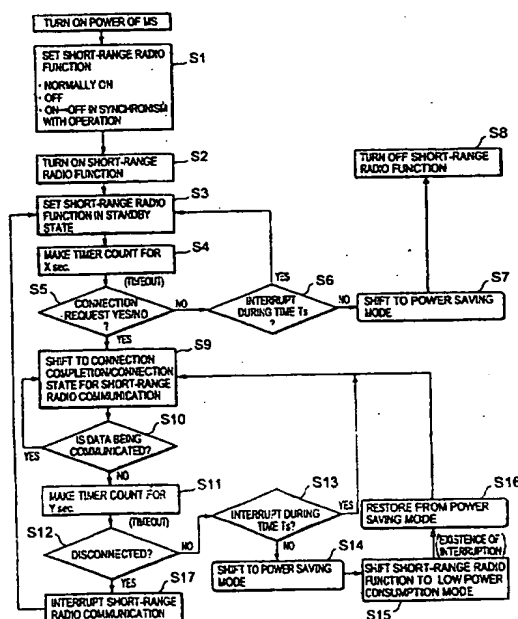 TURN ON POWER OF MS
S1
SET SHORT-RANGE RADIO
FUNCTION
· NORMALLY ON
· OFF
· ON→OFF IN SYNCHRONISM
WITH OPERATION
S2
TURN ON SHORT-RANGE
RADIO FUNCTION
S3
SET SHORT-RANGE RADIO
FUNCTION IN STANDBY
STATE
S4
MAKE TIMER COUNT FOR
X sec.
(TIMEOUT)
S5
CONNECTION
REQUEST YES/NO
?
NO
YES
S6
INTERRUPT
DURING TIME Ts
?
YES
NO
S7
SHIFT TO POWER SAVING
MODE
S8
TURN OFF SHORT-RANGE
RADIO FUNCTION
S9
SHIFT TO CONNECTION
COMPLETION/CONNECTION
STATE FOR SHORT-RANGE
RADIO COMMUNICATION
S10
IS DATA BEING
COMMUNICATED?
YES
NO
S11
MAKE TIMER COUNT FOR
Y sec.
(TIMEOUT)
S12
DISCONNECTED?
NO
YES
S13
INTERRUPT DURING
TIME Ts?
YES
NO
S14
SHIFT TO POWER SAVING
MODE
S15
SHIFT SHORT-RANGE RADIO
FUNCTION TO LOW POWER
CONSUMPTION MODE
(EXISTENCE OF
INTERRUPTION)
S16
RESTORE FROM POWER
SAVING MODE
S17
INTERRUPT SHORT-RANGE
RADIO COMMUNICATION